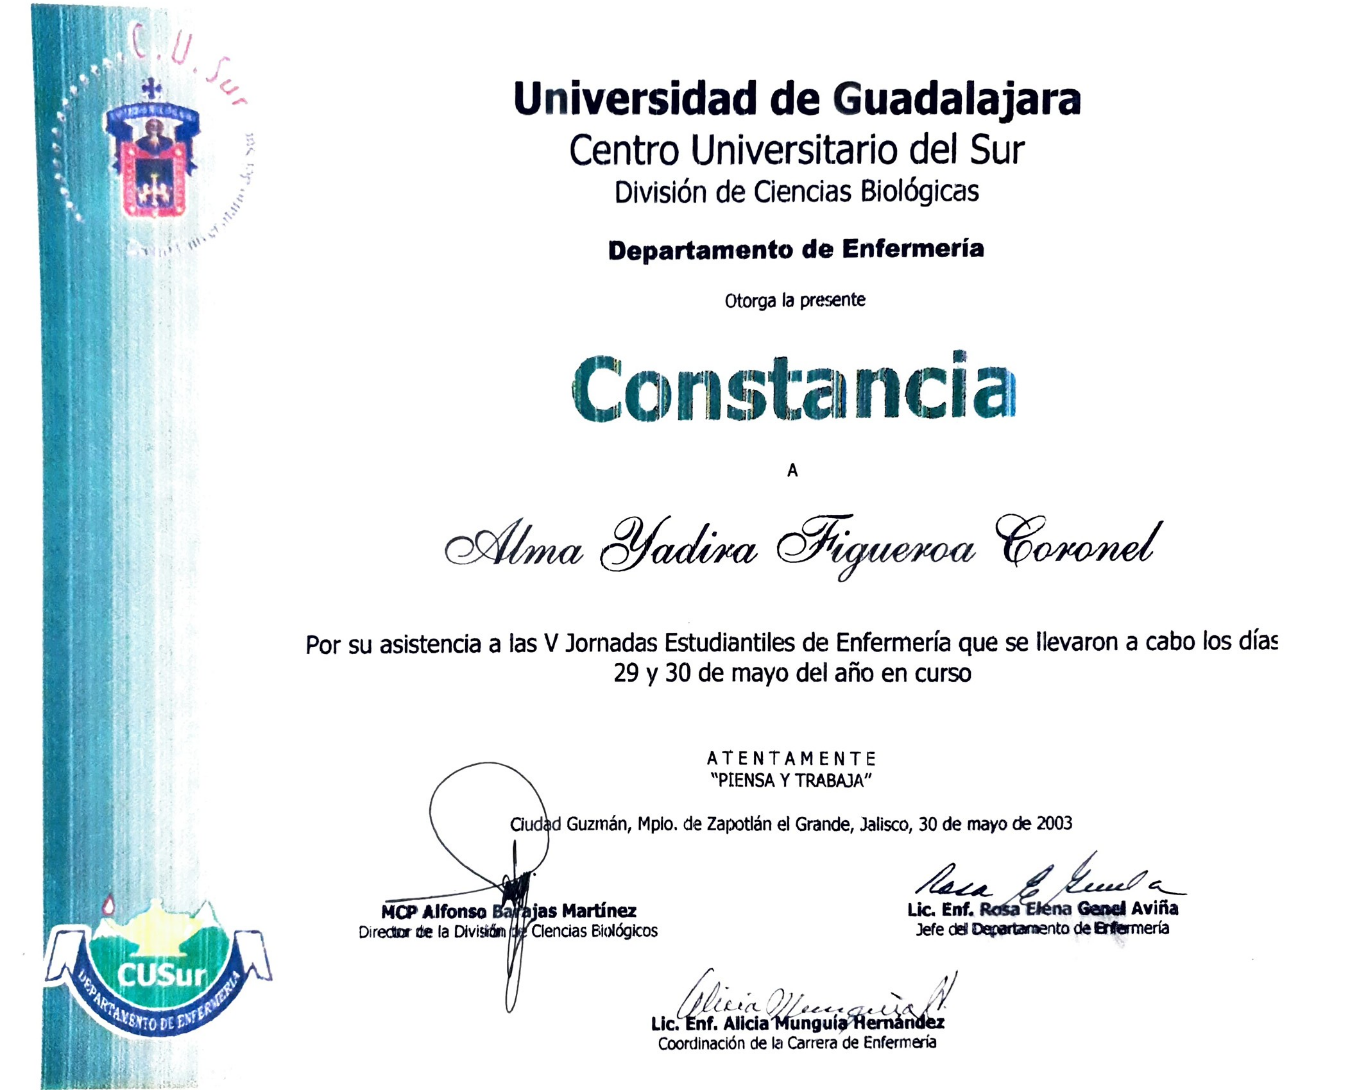 C.U.Sur
Universidad de Guadalajara
Centro Universitario del Sur
División de Ciencias Biológicas
Departamento de Enfermería
Otorga la presente
Constancia
A
Alma Yadira Figueroa Coronel
Por su asistencia a las V Jornadas Estudiantiles de Enfermería que se llevaron a cabo los días
29 y 30 de mayo del año en curso
ATENTAMENTE
"PIENSA Y TRABAJA"
Ciudad Guzmán, Mplo. de Zapotlán el Grande, Jalisco, 30 de mayo de 2003
MCP Alfonso Barajas Martínez
Director de la División de Ciencias Biológicos
Lic. Enf. Rosa Elena Genel Aviña
Jefe del Departamento de Enfermería
Alicia Munguía H.
Lic. Enf. Alicia Munguía Hernández
Coordinación de la Carrera de Enfermería
CUSur
DEPARTAMENTO DE ENFERMERIA